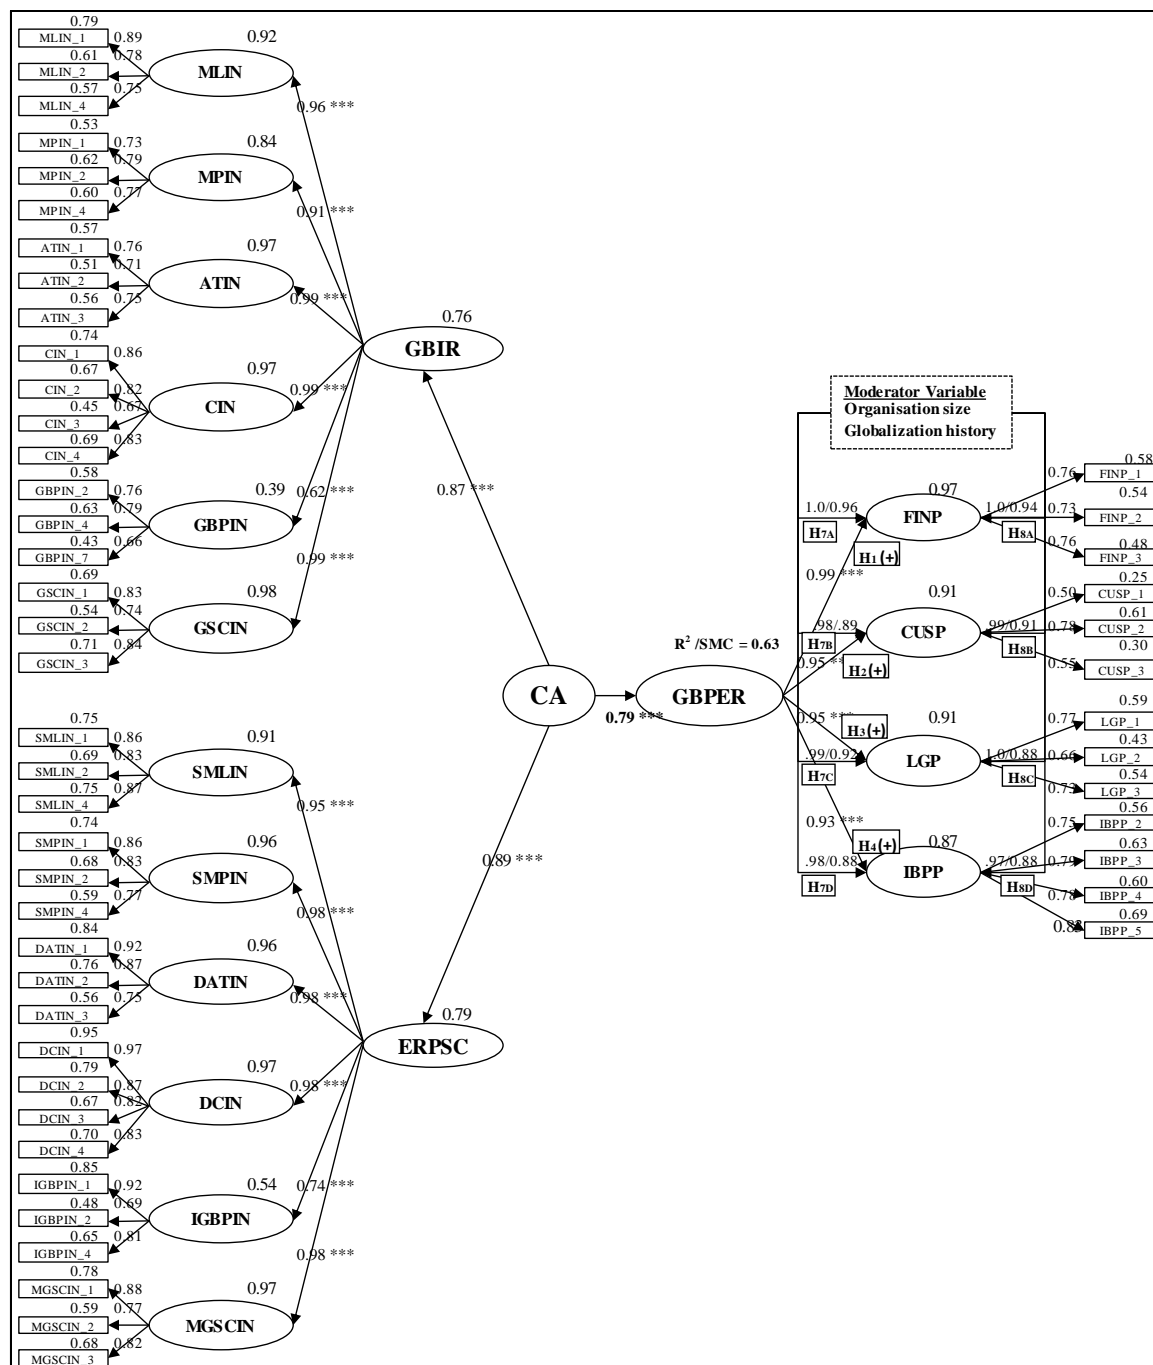 0.79
MLIN_1
0.89
0.61
0.78
MLIN_2
0.57
0.75
MLIN_4
0.92
MLIN
0.96 ***
0.53
MPIN_1
0.73
0.62
0.79
MPIN_2
0.60
0.77
MPIN_4
0.84
MPIN
0.91 ***
0.57
ATIN_1
0.76
0.51
0.71
ATIN_2
0.56
0.75
ATIN_3
0.97
ATIN
0.99 ***
0.74
CIN_1
0.86
0.67
CIN_2
0.82
0.45
0.67
CIN_3
0.69
0.83
CIN_4
0.97
CIN
0.99 ***
0.58
GBPIN_2
0.76
0.63
0.79
GBPIN_4
0.43
0.66
GBPIN_7
0.39
GBPIN
0.62 ***
0.69
GSCIN_1
0.83
0.54
0.74
GSCIN_2
0.71
0.84
GSCIN_3
0.98
GSCIN
0.99 ***
0.76
GBIR
0.87 ***
CA
0.79 ***
R² /SMC = 0.63
GBPER
0.89 ***
0.79
ERPSC
0.75
SMLIN_1
0.86
0.69
0.83
SMLIN_2
0.75
0.87
SMLIN_4
0.91
SMLIN
0.95 ***
0.74
SMPIN_1
0.86
0.68
0.83
SMPIN_2
0.59
0.77
SMPIN_4
0.96
SMPIN
0.98 ***
0.84
DATIN_1
0.92
0.76
0.87
DATIN_2
0.56
0.75
DATIN_3
0.96
DATIN
0.98 ***
0.95
DCIN_1
0.97
0.79
DCIN_2
0.87
0.67
0.82
DCIN_3
0.70
0.83
DCIN_4
0.97
DCIN
0.98 ***
0.85
IGBPIN_1
0.92
0.48
0.69
IGBPIN_2
0.65
0.81
IGBPIN_4
0.54
IGBPIN
0.74 ***
0.78
MGSCIN_1
0.88
0.59
0.77
MGSCIN_2
0.68
0.82
MGSCIN_3
0.97
MGSCIN
0.98 ***
Moderator Variable
Organisation size
Globalization history
1.0/0.96
H7A
H1 (+)
0.99 ***
0.97
FINP
1.0/0.94
H8A
0.76
0.58
FINP_1
0.54
0.73
FINP_2
0.76
0.48
FINP_3
.98/.89
H7B
0.95 **
H2 (+)
0.91
CUSP
.99/0.91
H8B
0.50
0.25
CUSP_1
0.61
0.78
CUSP_2
0.30
0.55
CUSP_3
0.95 ***
H3 (+)
.99/0.92
H7C
0.91
LGP
1.0/0.88
H8C
0.59
0.77
LGP_1
0.43
0.66
LGP_2
0.54
0.73
LGP_3
0.93 ***
H4 (+)
.98/0.88
H7D
0.87
IBPP
.97/0.88
H8D
0.56
0.75
IBPP_2
0.63
0.79
IBPP_3
0.60
0.78
IBPP_4
0.69
IBPP_5